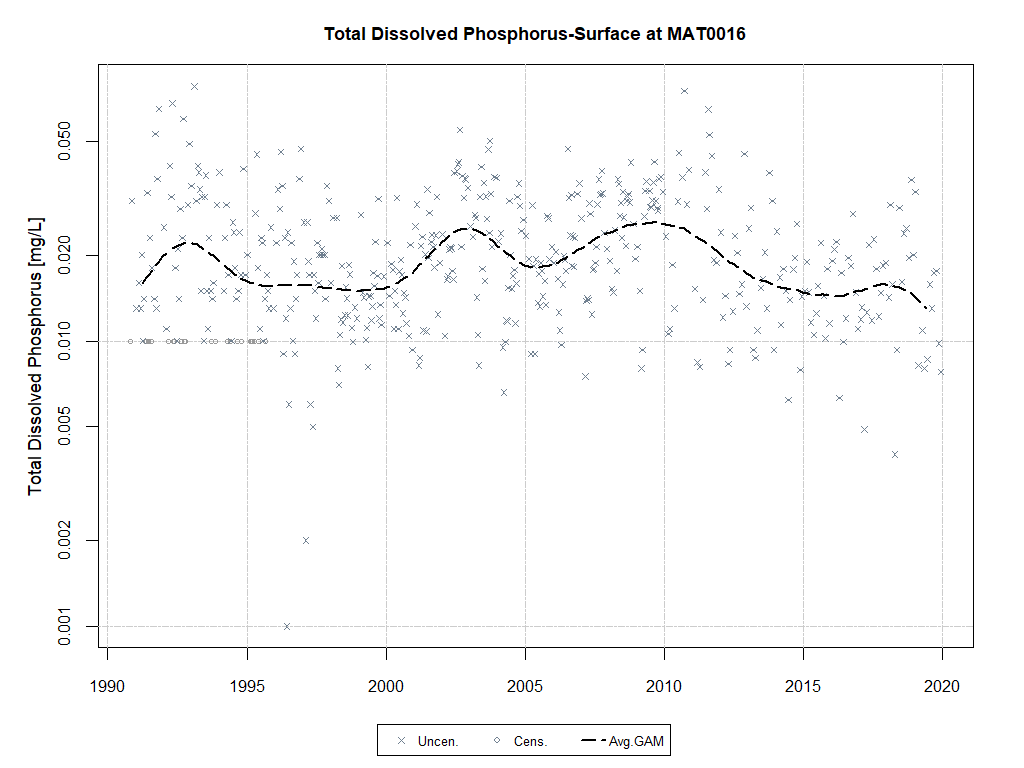 Total Dissolved Phosphorus-Surface at MAT0016
Total Dissolved Phosphorus [mg/L]
0.050
0.020
0.010
0.005
0.002
0.001
1990 1995 2000 2005 2010 2015 2020
Uncen. Cens. Avg.GAM